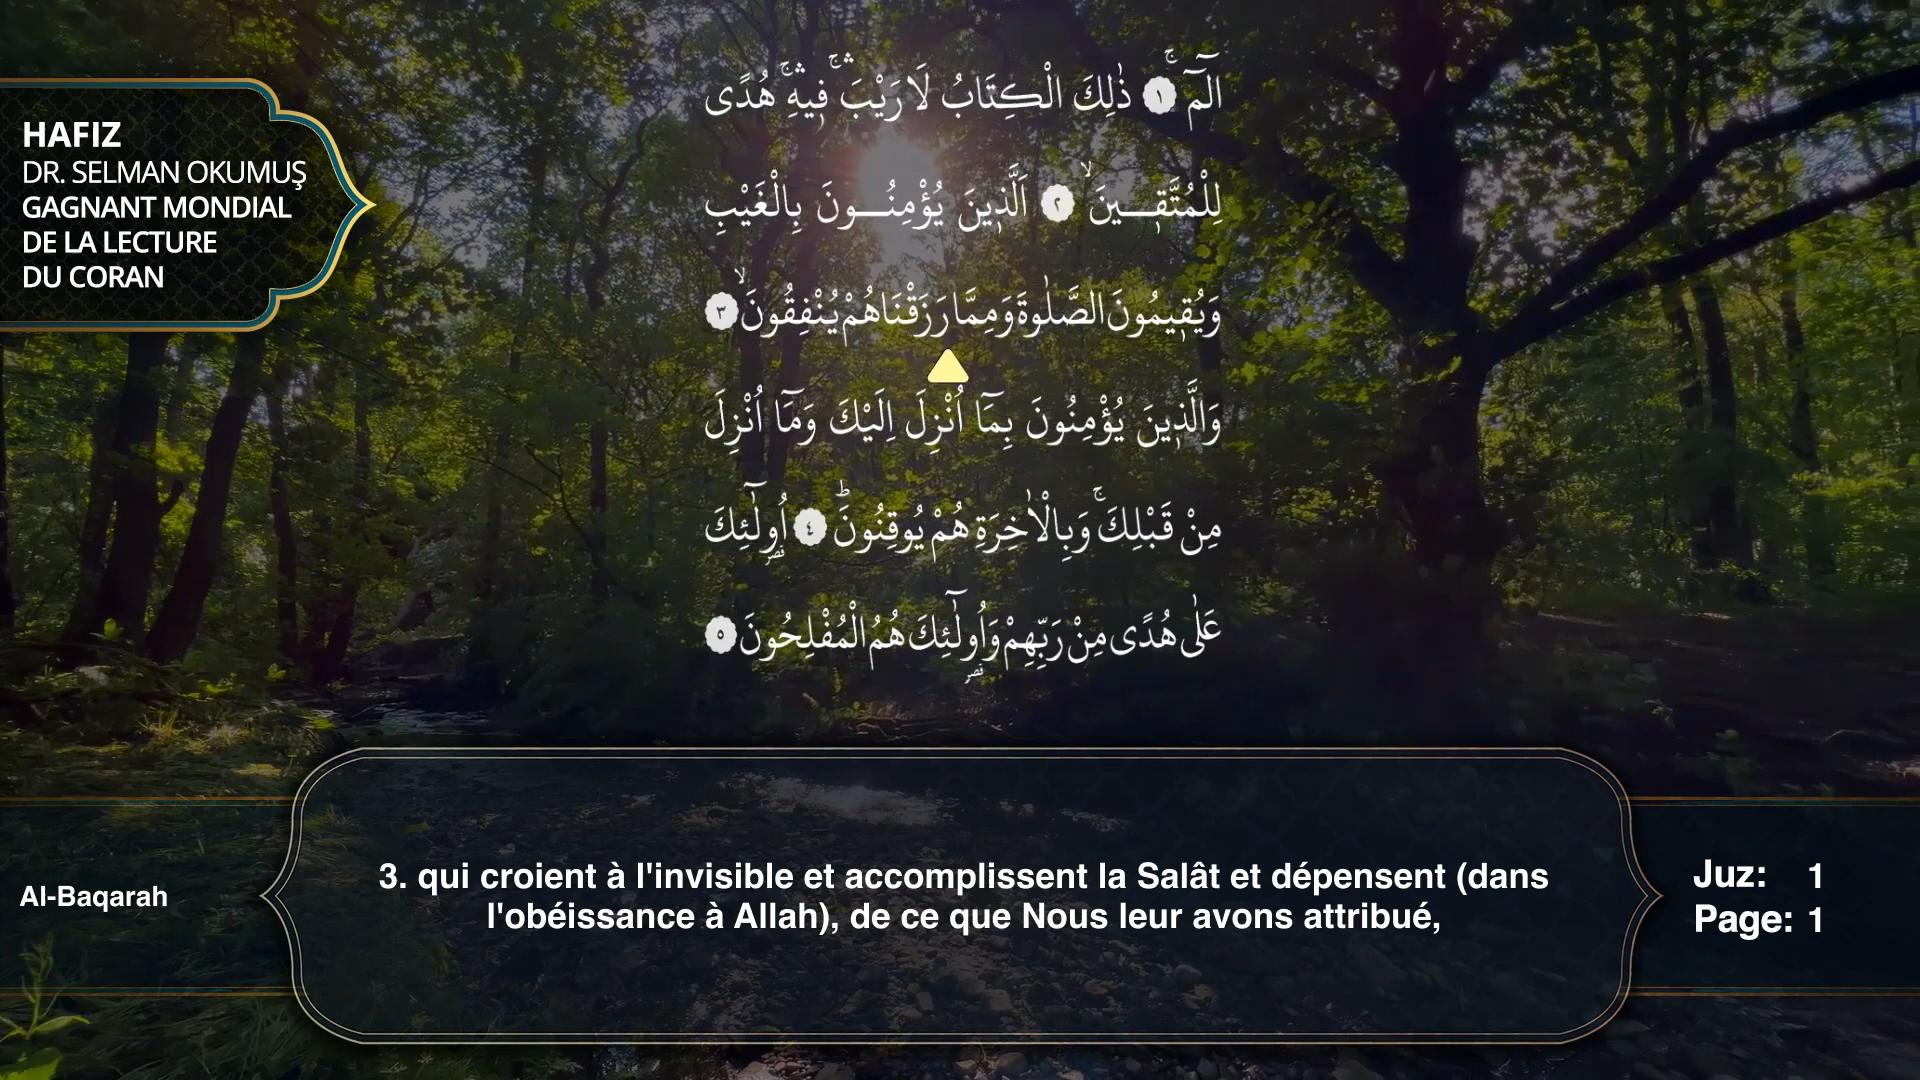 HAFIZ
DR. SELMAN OKUMUŞ
GAGNANT MONDIAL
DE LA LECTURE
DU CORAN
الٓمٓ ۚ ﴿١﴾ ذٰلِكَ الْكِتَابُ لَا رَيْبَۛ ۚ ف۪يهِۛ ۚ هُدًى
لِلْمُتَّق۪ينَۙ ﴿٢﴾ اَلَّذ۪ينَ يُؤْمِنُونَ بِالْغَيْبِ
وَيُق۪يمُونَ الصَّلٰوةَ وَمِمَّا رَزَقْنَاهُمْ يُنْفِقُونَۙ ﴿٣﴾
وَالَّذ۪ينَ يُؤْمِنُونَ بِمَٓا اُنْزِلَ اِلَيْكَ وَمَٓا اُنْزِلَ
مِنْ قَبْلِكَۚ وَبِالْاٰخِرَةِ هُمْ يُوقِنُونَۜ ﴿٤﴾ اُو۬لٰٓئِكَ
عَلٰى هُدًى مِنْ رَبِّهِمْ وَاُو۬لٰٓئِكَ هُمُ الْمُفْلِحُونَ ﴿٥﴾
Al-Baqarah
3. qui croient à l'invisible et accomplissent la Salât et dépensent (dans
l'obéissance à Allah), de ce que Nous leur avons attribué,
Juz: 1
Page: 1